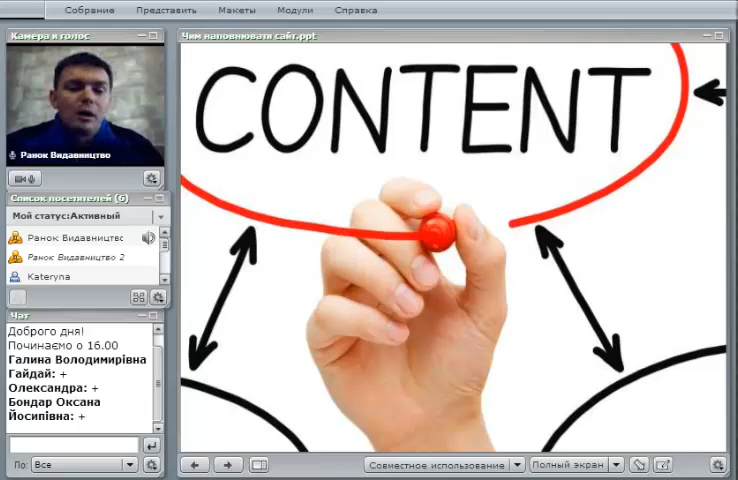 Собрание Представить Макеты Модули Справка
Камера и голос
Ранок Видавництво
Список посетителей (6)
Мой статус:Активный
Ранок Видавництвс
Ранок Видавництво 2
Kateryna
Чат
Доброго дня!
Починаємо о 16.00
Галина Володимирівна
Гайдай: +
Олександра: +
Бондар Оксана
Йосипівна: +
По: Все
Чим наповнювати сайт.ppt
CONTENT
Совместное использование Полный экран